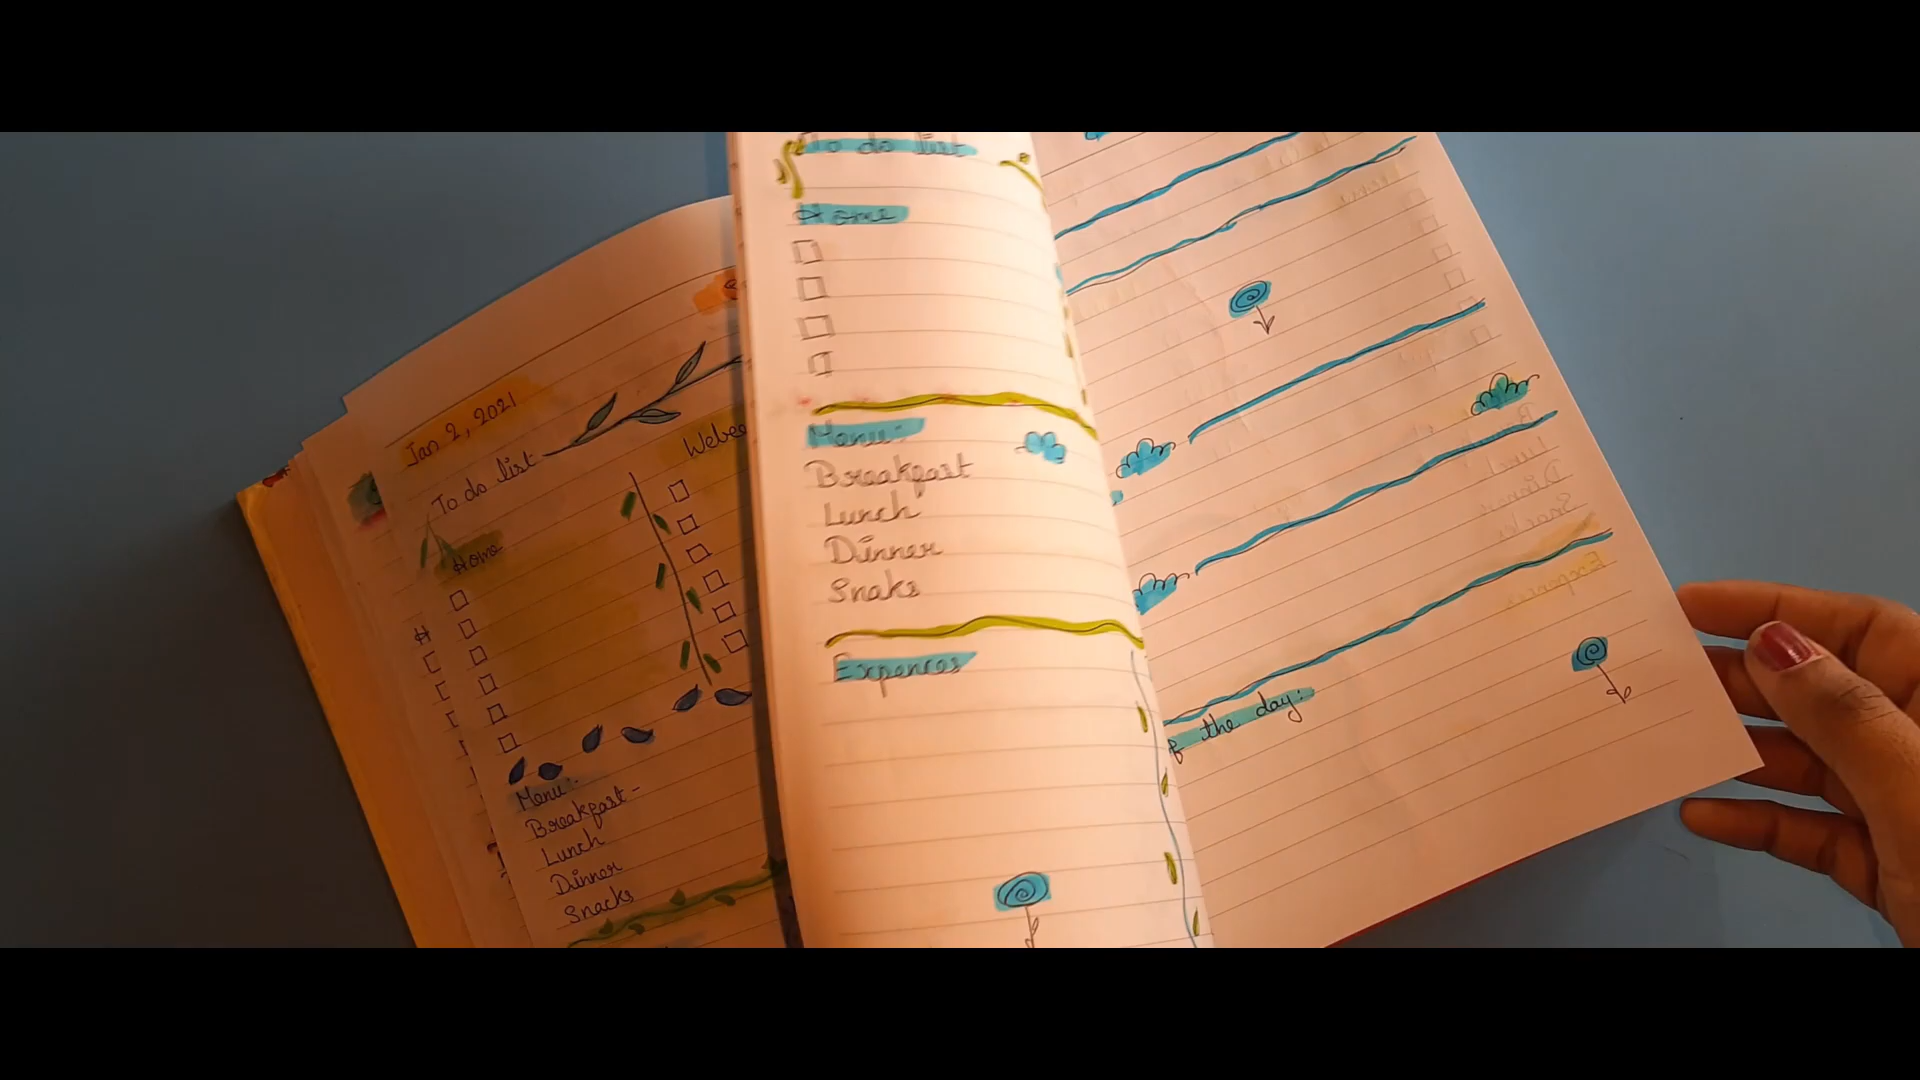 Jan 2, 2021
To do list
Home
Menu:
Breakfast -
Lunch
Dinner
Snacks
To do list
Home
Menu:
Breakfast
Lunch
Dinner
Snaks
Expences
the day: